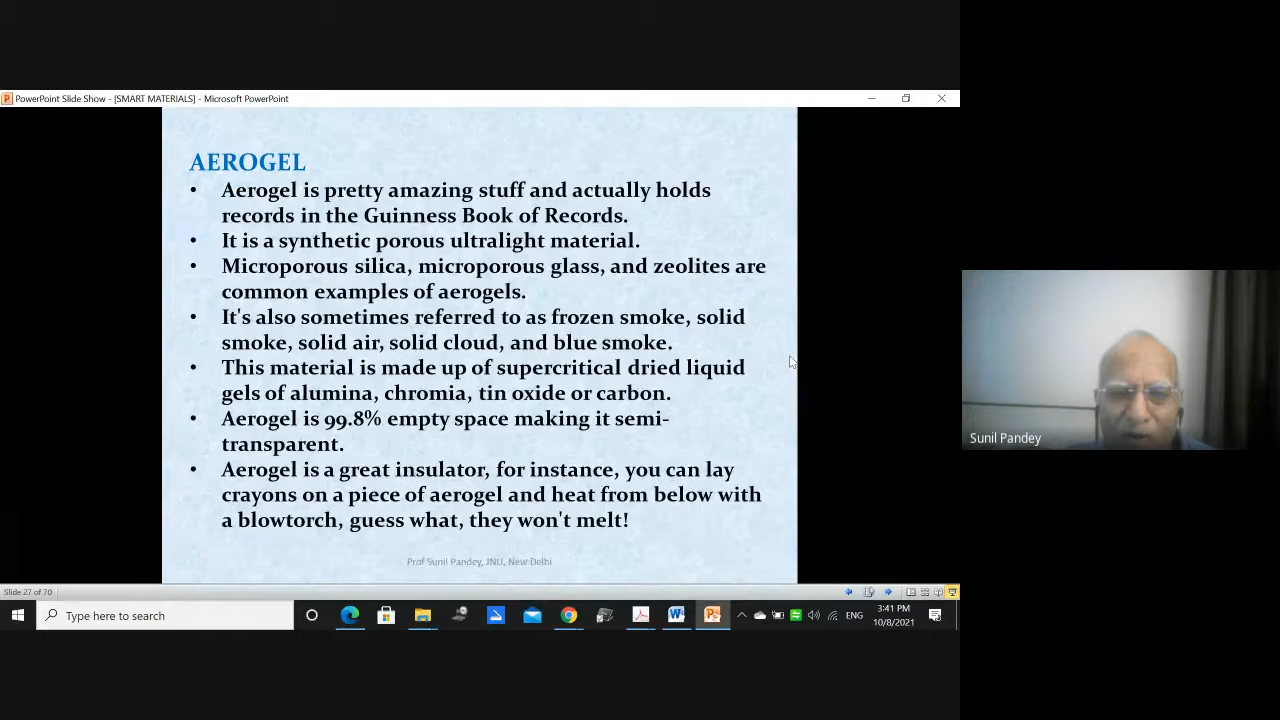 PowerPoint Slide Show - [SMART MATERIALS] - Microsoft PowerPoint
AEROGEL
• Aerogel is pretty amazing stuff and actually holds
records in the Guinness Book of Records.
• It is a synthetic porous ultralight material.
• Microporous silica, microporous glass, and zeolites are
common examples of aerogels.
• It's also sometimes referred to as frozen smoke, solid
smoke, solid air, solid cloud, and blue smoke.
• This material is made up of supercritical dried liquid
gels of alumina, chromia, tin oxide or carbon.
• Aerogel is 99.8% empty space making it semi-
transparent.
• Aerogel is a great insulator, for instance, you can lay
crayons on a piece of aerogel and heat from below with
a blowtorch, guess what, they won't melt!
Prof Sunil Pandey, JNU, New Delhi
Sunil Pandey
Slide 27 of 70
Type here to search
ENG
3:41 PM
10/8/2021